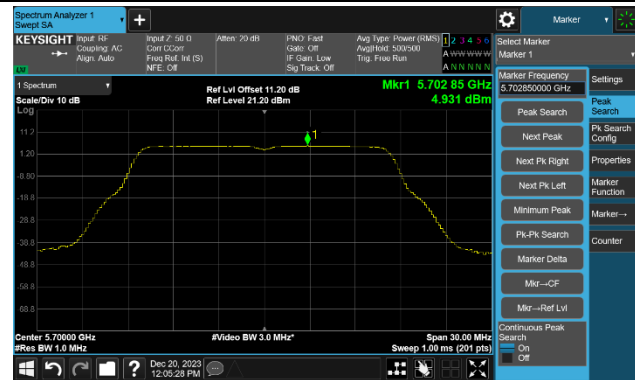 Spectrum Analyzer 1
Swept SA
Marker
KEYSIGHT
Input: RF
Coupling: AC
Align: Auto
Input Z: 50 Ω
Corr CCorr
Freq Ref: Int (S)
NFE: Off
Atten: 20 dB
PNO: Fast
Gate: Off
IF Gain: Low
Sig Track: Off
Avg Type: Power (RMS)
Avg|Hold: 500/500
Trig: Free Run
1 2 3 4 5 6
A W W W W W
A N N N N N
LXI
Select Marker
Marker 1
1 Spectrum
Scale/Div 10 dB
Log
Ref Lvl Offset 11.20 dB
Ref Level 21.20 dBm
Mkr1 5.702 85 GHz
4.931 dBm
1
11.2
1.20
-8.80
-18.8
-28.8
-38.8
-48.8
-58.8
-68.8
Center 5.70000 GHz
#Res BW 1.0 MHz
#Video BW 3.0 MHz*
Span 30.00 MHz
Sweep 1.00 ms (201 pts)
Marker Frequency
5.702850000 GHz
Peak Search
Next Peak
Next Pk Right
Next Pk Left
Minimum Peak
Pk-Pk Search
Marker Delta
Mkr→CF
Mkr→Ref Lvl
Continuous Peak
Search
On
Off
Settings
Peak
Search
Pk Search
Config
Properties
Marker
Function
Marker→
Counter
Dec 20, 2023
12:05:28 PM